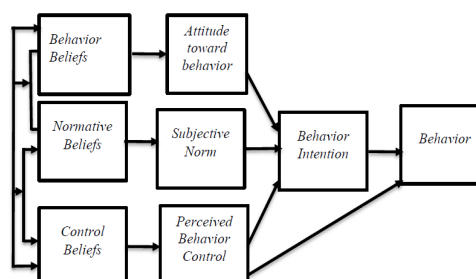 Behavior
Beliefs
Attitude
toward
behavior
Normative
Beliefs
Subjective
Norm
Behavior
Intention
Behavior
Control
Beliefs
Perceived
Behavior
Control